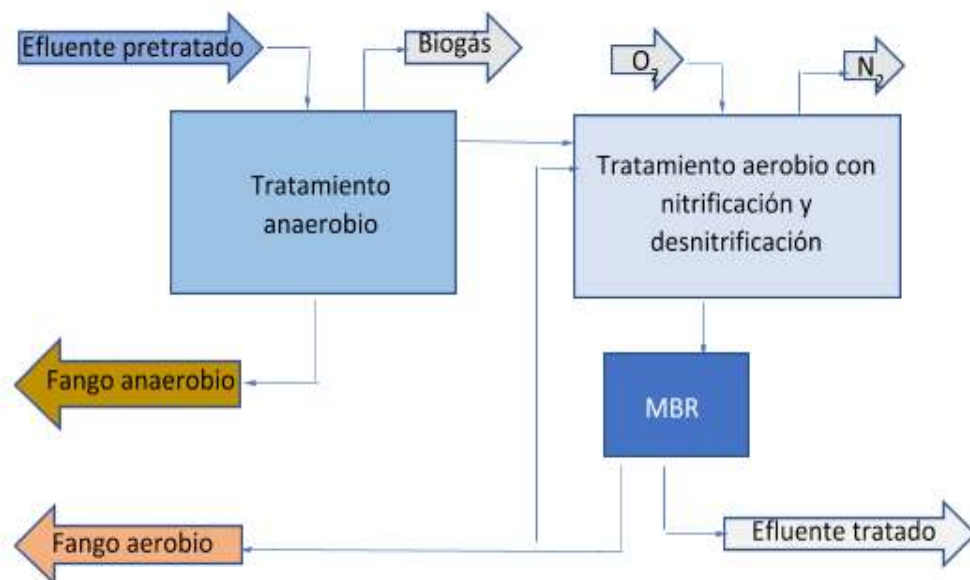 Efluente pretratado
Biogás
O2
N2
Tratamiento
anaerobio
Tratamiento aerobio con
nitrificación y
desnitrificación
Fango anaerobio
MBR
Fango aerobio
Efluente tratado